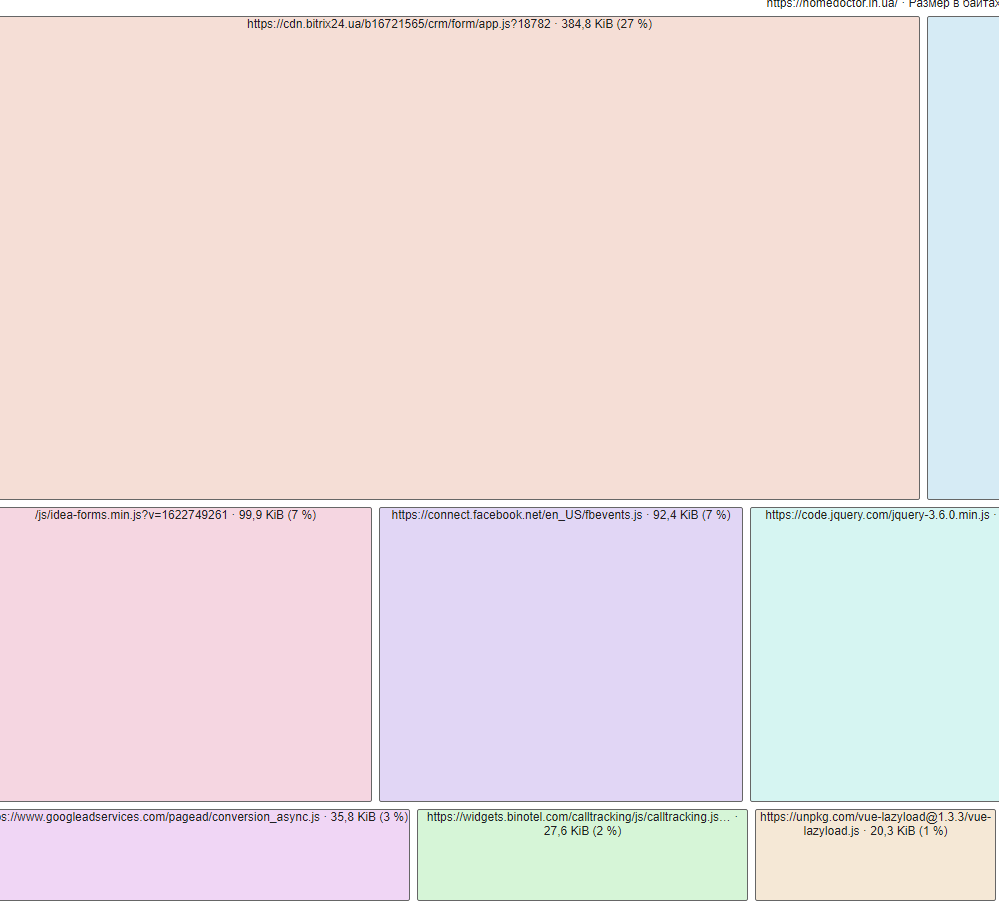 https://homedoctor.in.ua/ · Размер в байтах
https://cdn.bitrix24.ua/b16721565/crm/form/app.js?18782 · 384,8 KiB (27 %)
/js/idea-forms.min.js?v=1622749261 · 99,9 KiB (7 %)
https://connect.facebook.net/en_US/fbevents.js · 92,4 KiB (7 %)
https://code.jquery.com/jquery-3.6.0.min.js ·
s://www.googleadservices.com/pagead/conversion_async.js · 35,8 KiB (3 %)
https://widgets.binotel.com/calltracking/js/calltracking.js… ·
27,6 KiB (2 %)
https://unpkg.com/vue-lazyload@1.3.3/vue-
lazyload.js · 20,3 KiB (1 %)